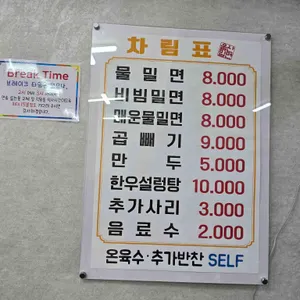 차림표
물밀면 8.000
비빔밀면 8.000
매운물밀면 8.000
곱빼기 9.000
만두 5.000
한우설렁탕 10.000
추가사리 3.000
음료수 2.000
온육수·추가반찬 SELF
Break Time